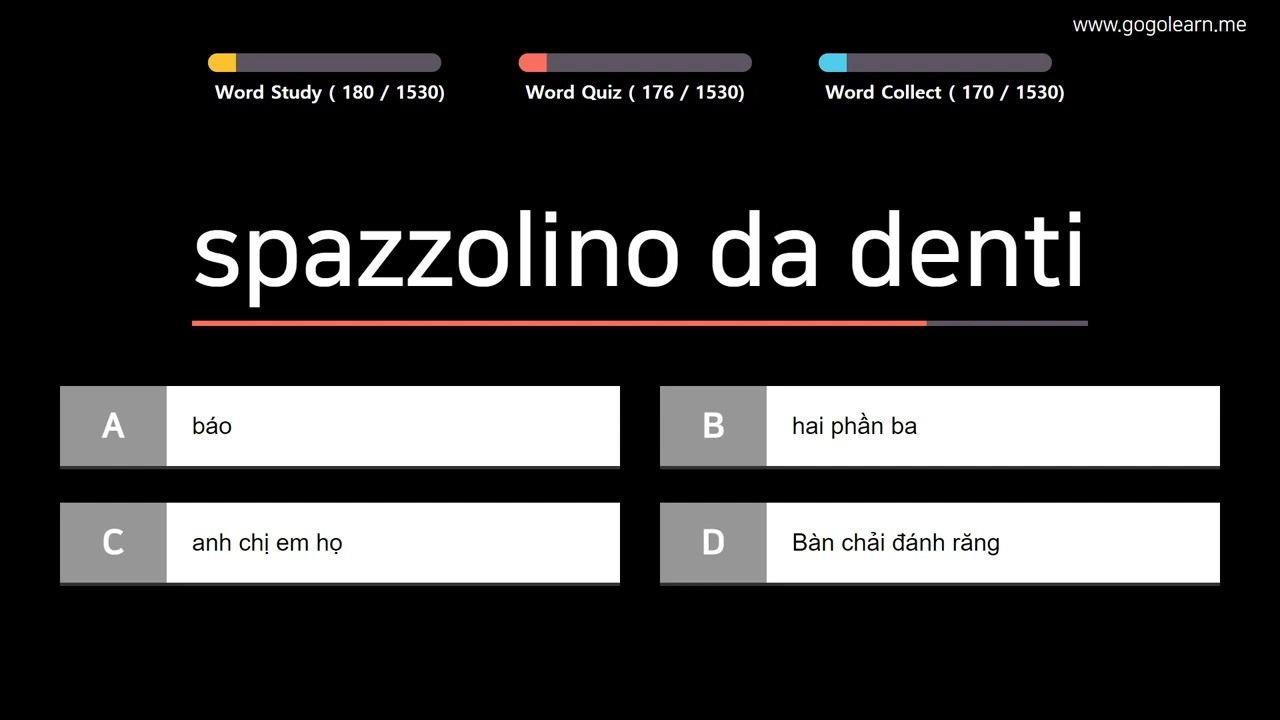 www.gogolearn.me
Word Study ( 180 / 1530)
Word Quiz ( 176 / 1530)
Word Collect ( 170 / 1530)
spazzolino da denti
A
báo
B
hai phần ba
C
anh chị em họ
D
Bàn chải đánh răng